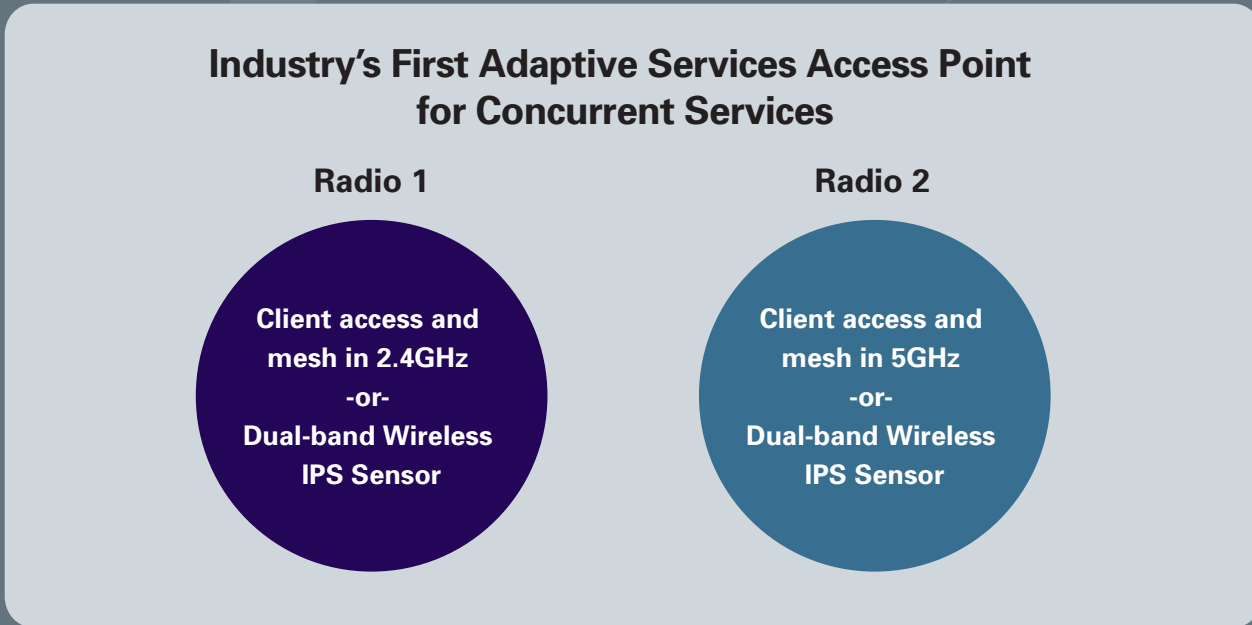 Industry’s First Adaptive Services Access Point
for Concurrent Services
Radio 1
Client access and
mesh in 2.4GHz
-or-
Dual-band Wireless
IPS Sensor
Radio 2
Client access and
mesh in 5GHz
-or-
Dual-band Wireless
IPS Sensor